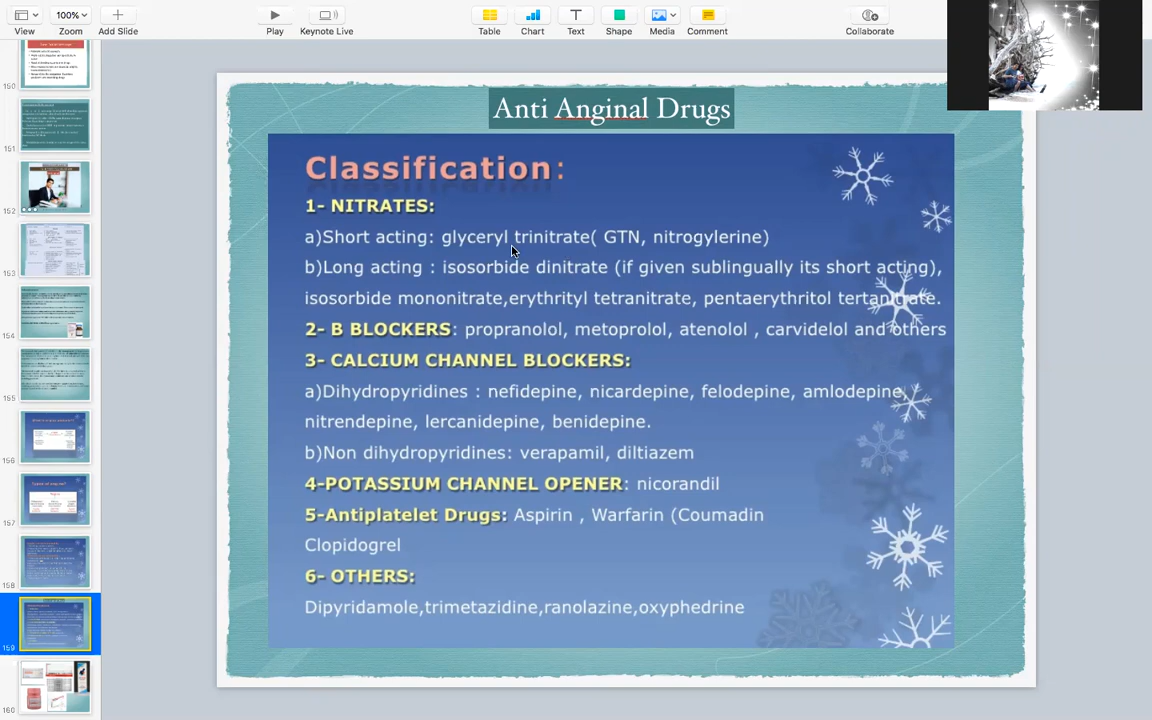 100%
View
Zoom
Add Slide
Play
Keynote Live
Table
Chart
Text
Shape
Media
Comment
Collaborate
150
151
152
153
154
155
156
157
158
159
160
Anti Anginal Drugs
Classification:
1- NITRATES:
a)Short acting: glyceryl trinitrate( GTN, nitrogylerine)
b)Long acting : isosorbide dinitrate (if given sublingually its short acting),
isosorbide mononitrate,erythrityl tetranitrate, pentaerythritol tertanitrate.
2- B BLOCKERS: propranolol, metoprolol, atenolol , carvidelol and others
3- CALCIUM CHANNEL BLOCKERS:
a)Dihydropyridines : nefidepine, nicardepine, felodepine, amlodepine,
nitrendepine, lercanidepine, benidepine.
b)Non dihydropyridines: verapamil, diltiazem
4-POTASSIUM CHANNEL OPENER: nicorandil
5-Antiplatelet Drugs: Aspirin , Warfarin (Coumadin
Clopidogrel
6- OTHERS:
Dipyridamole,trimetazidine,ranolazine,oxyphedrine